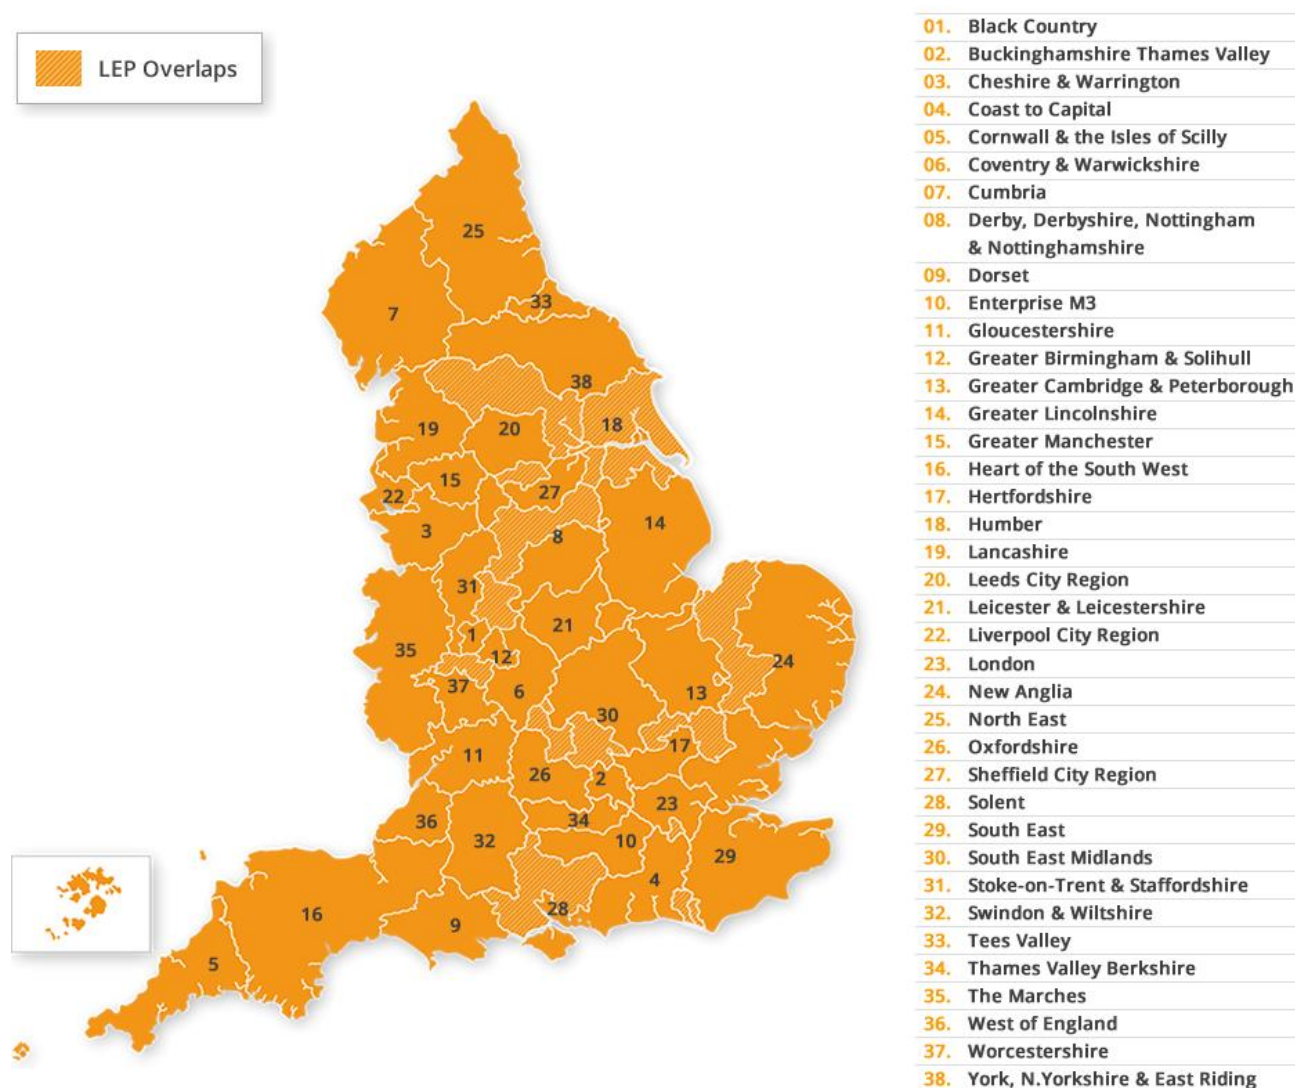 LEP Overlaps
01. Black Country
02. Buckinghamshire Thames Valley
03. Cheshire & Warrington
04. Coast to Capital
05. Cornwall & the Isles of Scilly
06. Coventry & Warwickshire
07. Cumbria
08. Derby, Derbyshire, Nottingham
& Nottinghamshire
09. Dorset
10. Enterprise M3
11. Gloucestershire
12. Greater Birmingham & Solihull
13. Greater Cambridge & Peterborough
14. Greater Lincolnshire
15. Greater Manchester
16. Heart of the South West
17. Hertfordshire
18. Humber
19. Lancashire
20. Leeds City Region
21. Leicester & Leicestershire
22. Liverpool City Region
23. London
24. New Anglia
25. North East
26. Oxfordshire
27. Sheffield City Region
28. Solent
29. South East
30. South East Midlands
31. Stoke-on-Trent & Staffordshire
32. Swindon & Wiltshire
33. Tees Valley
34. Thames Valley Berkshire
35. The Marches
36. West of England
37. Worcestershire
38. York, N.Yorkshire & East Riding
25
33
7
38
18
19
20
15
27
22
14
3
8
31
21
1
35
12
24
37
6
13
30
17
11
26
2
23
34
36
32
10
29
4
28
16
9
5